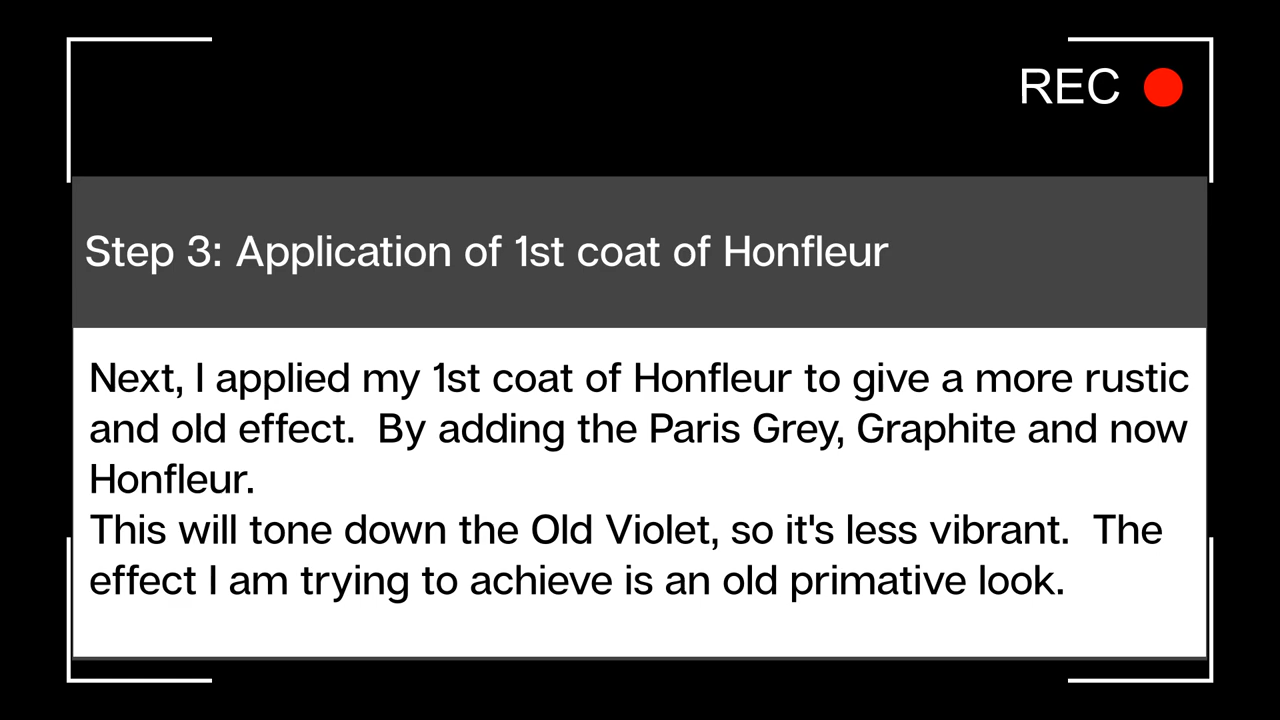 REC
Step 3: Application of 1st coat of Honfleur
Next, I applied my 1st coat of Honfleur to give a more rustic
and old effect.  By adding the Paris Grey, Graphite and now
Honfleur.
This will tone down the Old Violet, so it's less vibrant.  The
effect I am trying to achieve is an old primative look.